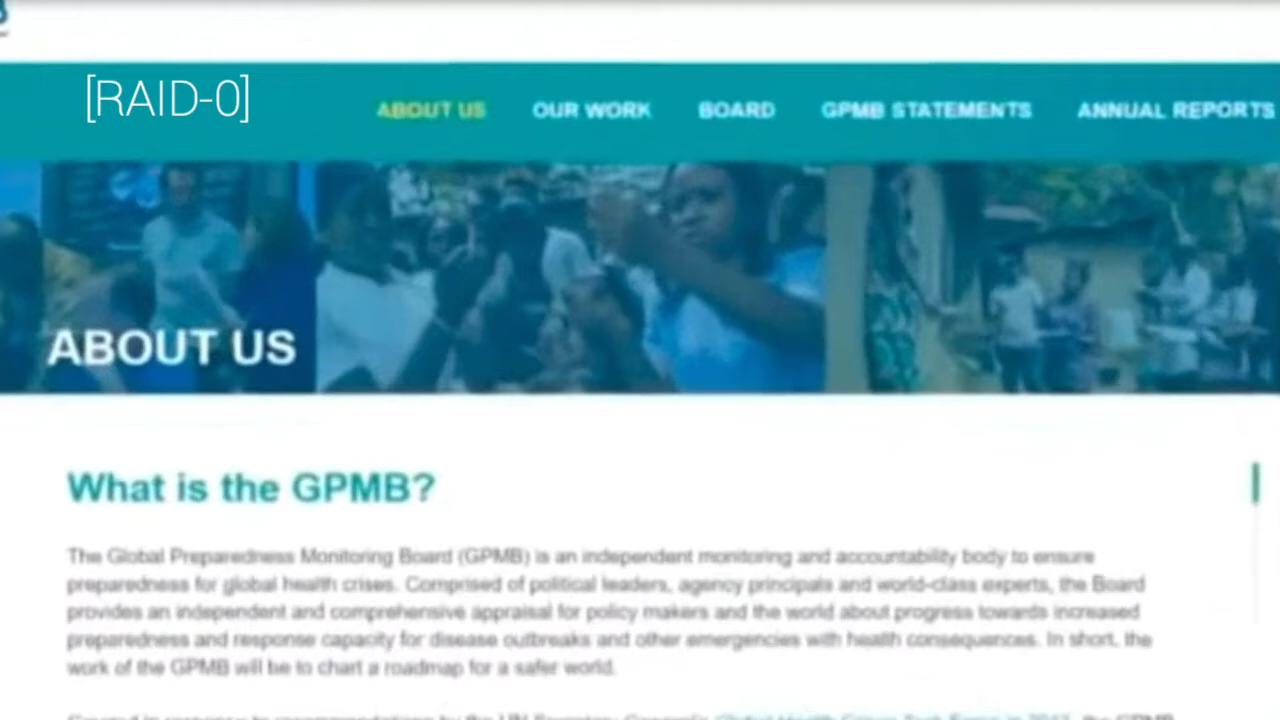 [RAID-0]
ABOUT US OUR WORK BOARD GPMB STATEMENTS ANNUAL REPORTS
ABOUT US
What is the GPMB?
The Global Preparedness Monitoring Board (GPMB) is an independent monitoring and accountability body to ensure
preparedness for global health crises. Comprised of political leaders, agency principals and world-class experts, the Board
provides an independent and comprehensive appraisal for policy makers and the world about progress towards increased
preparedness and response capacity for disease outbreaks and other emergencies with health consequences. In short, the
work of the GPMB will be to chart a roadmap for a safer world.